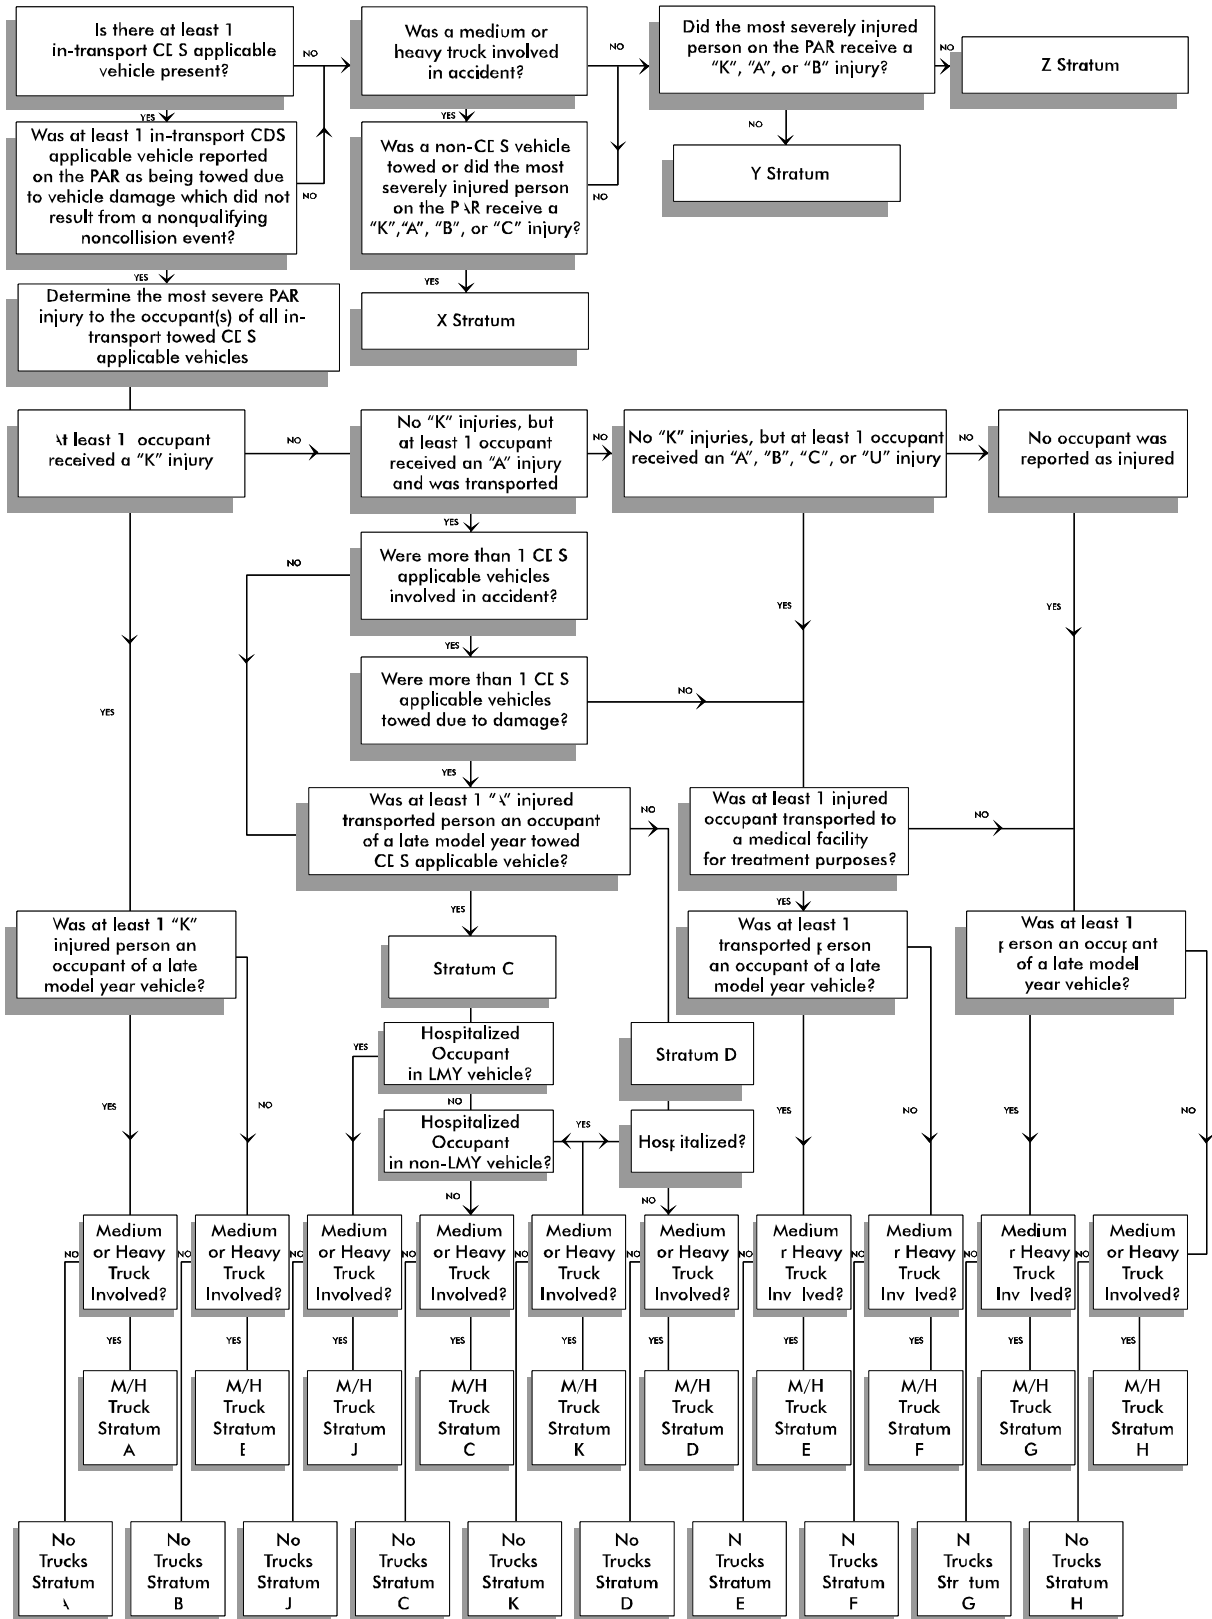 Is there at least 1
in-transport CDS applicable
vehicle present?
NO
Was a medium or
heavy truck involved
in accident?
NO
Did the most severely injured
person on the PAR receive a
“K”, “A”, or “B” injury?
NO
Z Stratum
YES
YES
NO
Was at least 1 in-transport CDS
applicable vehicle reported
on the PAR as being towed due
to vehicle damage which did not
result from a nonqualifying
noncollision event?
NO
Was a non-CDS vehicle
towed or did the most
severely injured person
on the PAR receive a
“K”,“A”, “B”, or “C” injury?
NO
Y Stratum
YES
YES
Determine the most severe PAR
injury to the occupant(s) of all in-
transport towed CDS
applicable vehicles
X Stratum
At least 1 occupant
received a “K” injury
NO
No “K” injuries, but
at least 1 occupant
received an “A” injury
and was transported
NO
No “K” injuries, but at least 1 occupant
received an “A”, “B”, “C”, or “U” injury
NO
No occupant was
reported as injured
YES
NO
Were more than 1 CDS
applicable vehicles
involved in accident?
YES
YES
YES
YES
Were more than 1 CDS
applicable vehicles
towed due to damage?
NO
YES
Was at least 1 “A” injured
transported person an occupant
of a late model year towed
CDS applicable vehicle?
NO
Was at least 1 injured
occupant transported to
a medical facility
for treatment purposes?
NO
YES
YES
Was at least 1 “K”
injured person an
occupant of a late
model year vehicle?
Stratum C
Was at least 1
transported person
an occupant of a late
model year vehicle?
Was at least 1
person an occupant
of a late model
year vehicle?
YES
Hospitalized
Occupant
in LMY vehicle?
Stratum D
YES
NO
NO
YES
NO
YES
NO
Hospitalized
Occupant
in non-LMY vehicle?
YES
Hospitalized?
NO
NO
NO
Medium
or Heavy
Truck
Involved?
NO
Medium
or Heavy
Truck
Involved?
NO
Medium
or Heavy
Truck
Involved?
NO
Medium
or Heavy
Truck
Involved?
NO
Medium
or Heavy
Truck
Involved?
NO
Medium
or Heavy
Truck
Involved?
NO
Medium
r Heavy
Truck
Inv lved?
NO
Medium
r Heavy
Truck
Inv lved?
NO
Medium
r Heavy
Truck
Inv lved?
NO
Medium
or Heavy
Truck
Involved?
YES
YES
YES
YES
YES
YES
YES
YES
YES
YES
M/H
Truck
Stratum
A
M/H
Truck
Stratum
M/H
Truck
Stratum
J
M/H
Truck
Stratum
C
M/H
Truck
Stratum
K
M/H
Truck
Stratum
D
M/H
Truck
Stratum
E
M/H
Truck
Stratum
F
M/H
Truck
Stratum
G
M/H
Truck
Stratum
H
No
Trucks
Stratum
A
No
Trucks
Stratum
B
No
Trucks
Stratum
J
No
Trucks
Stratum
C
No
Trucks
Stratum
K
No
Trucks
Stratum
D
N
Trucks
Stratum
E
N
Trucks
Stratum
F
N
Trucks
Str tum
G
No
Trucks
Stratum
H